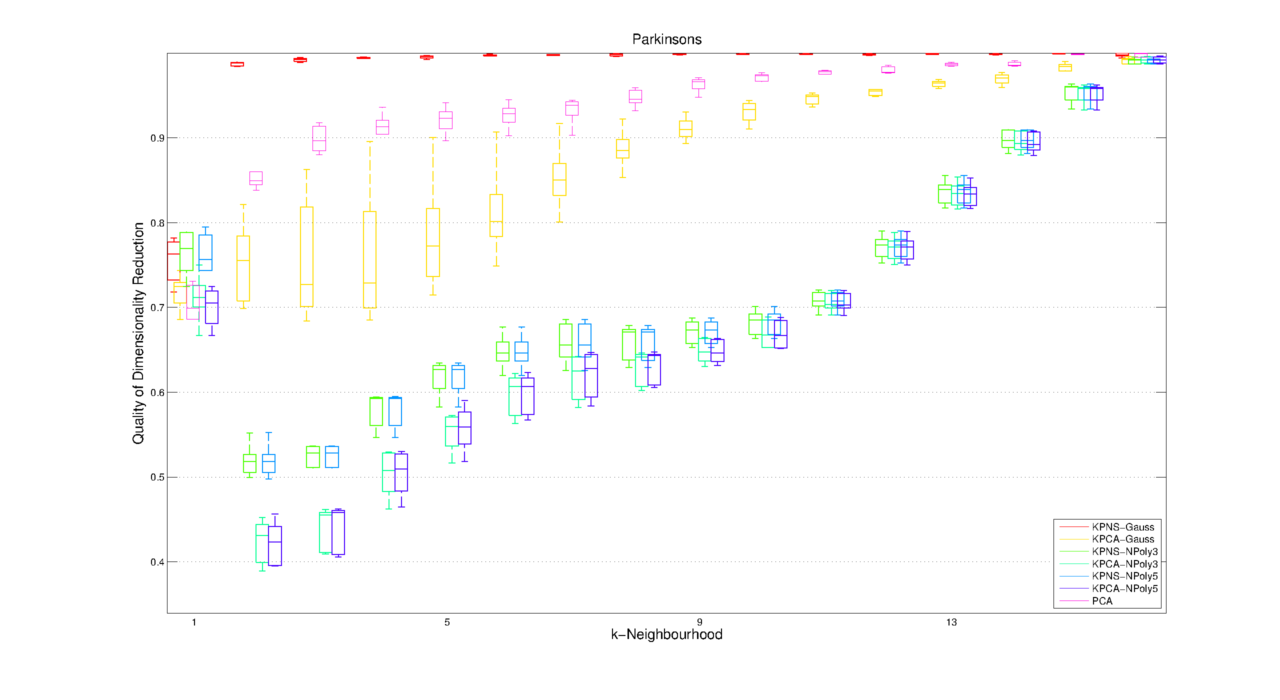 Parkinsons
Quality of Dimensionality Reduction
0.9
0.8
0.7
0.6
0.5
0.4
1
5
9
13
k-Neighbourhood
KPNS-Gauss
KPCA-Gauss
KPNS-NPoly3
KPCA-NPoly3
KPNS-NPoly5
KPCA-NPoly5
PCA